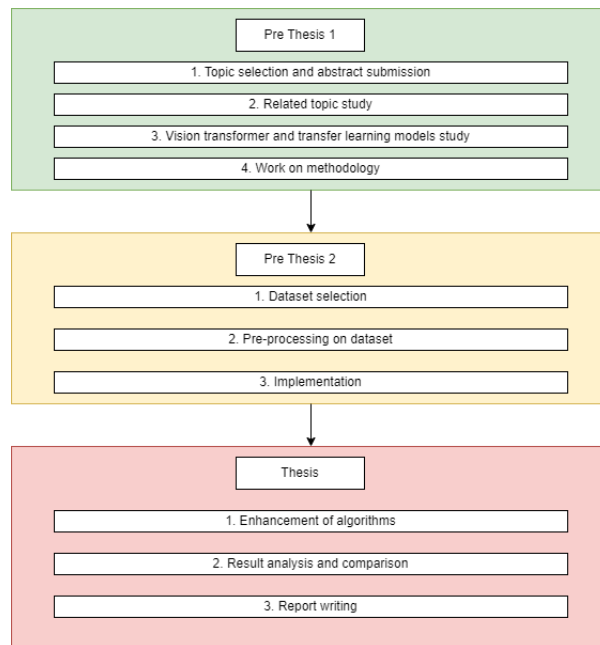 Pre Thesis 1
1. Topic selection and abstract submission
2. Related topic study
3. Vision transformer and transfer learning models study
4. Work on methodology
Pre Thesis 2
1. Dataset selection
2. Pre-processing on dataset
3. Implementation
Thesis
1. Enhancement of algorithms
2. Result analysis and comparison
3. Report writing